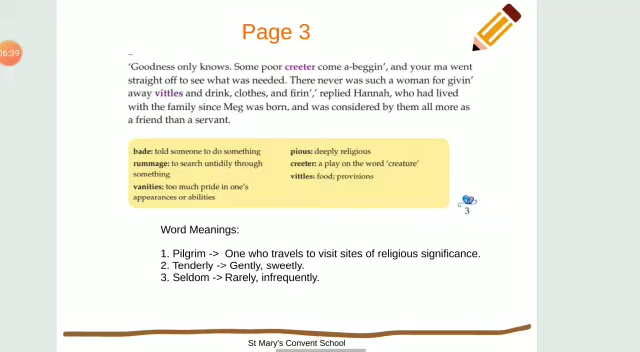 Page 3
06:39
‘Goodness only knows. Some poor creeter come a-beggin’, and your ma went
straight off to see what was needed. There never was such a woman for givin’
away vittles and drink, clothes, and firin’,’ replied Hannah, who had lived
with the family since Meg was born, and was considered by them all more as
a friend than a servant.
bade: told someone to do something
rummage: to search untidily through
something
vanities: too much pride in one’s
appearances or abilities
pious: deeply religious
creeter: a play on the word ‘creature’
vittles: food; provisions
3
Word Meanings:
1. Pilgrim -> One who travels to visit sites of religious significance.
2. Tenderly -> Gently, sweetly.
3. Seldom -> Rarely, infrequently.
St Mary's Convent School